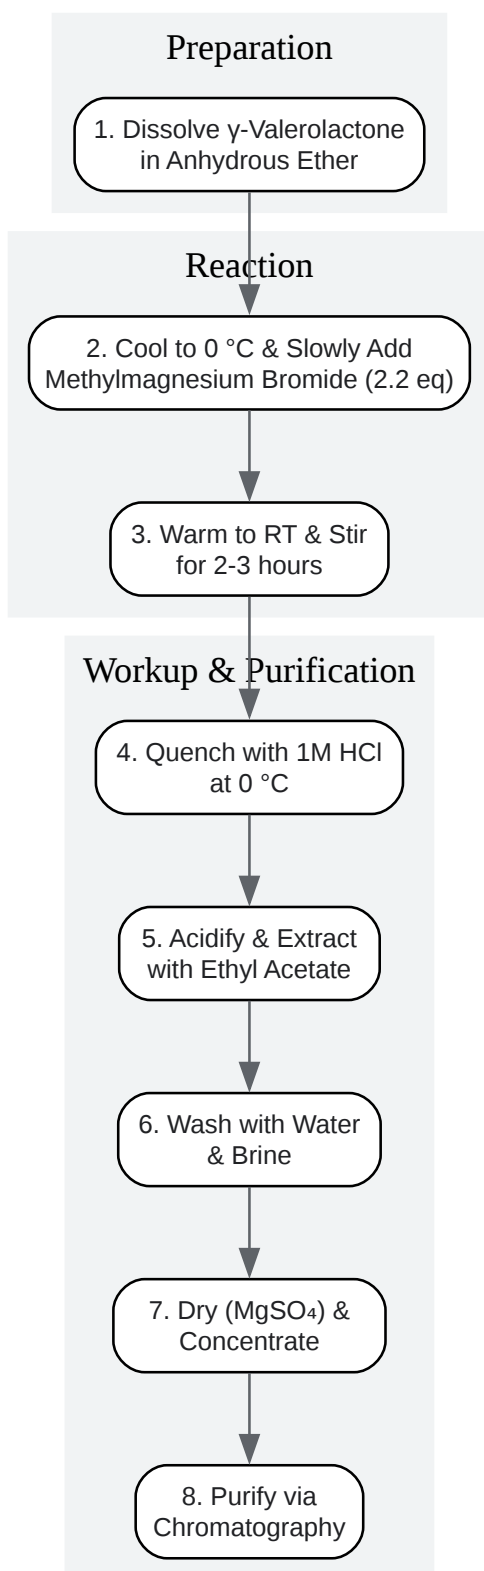 Preparation
1. Dissolve γ-Valerolactone
in Anhydrous Ether
Reaction
2. Cool to 0 °C & Slowly Add
Methylmagnesium Bromide (2.2 eq)
3. Warm to RT & Stir
for 2-3 hours
Workup & Purification
4. Quench with 1M HCl
at 0 °C
5. Acidify & Extract
with Ethyl Acetate
6. Wash with Water
& Brine
7. Dry (MgSO₄) &
Concentrate
8. Purify via
Chromatography